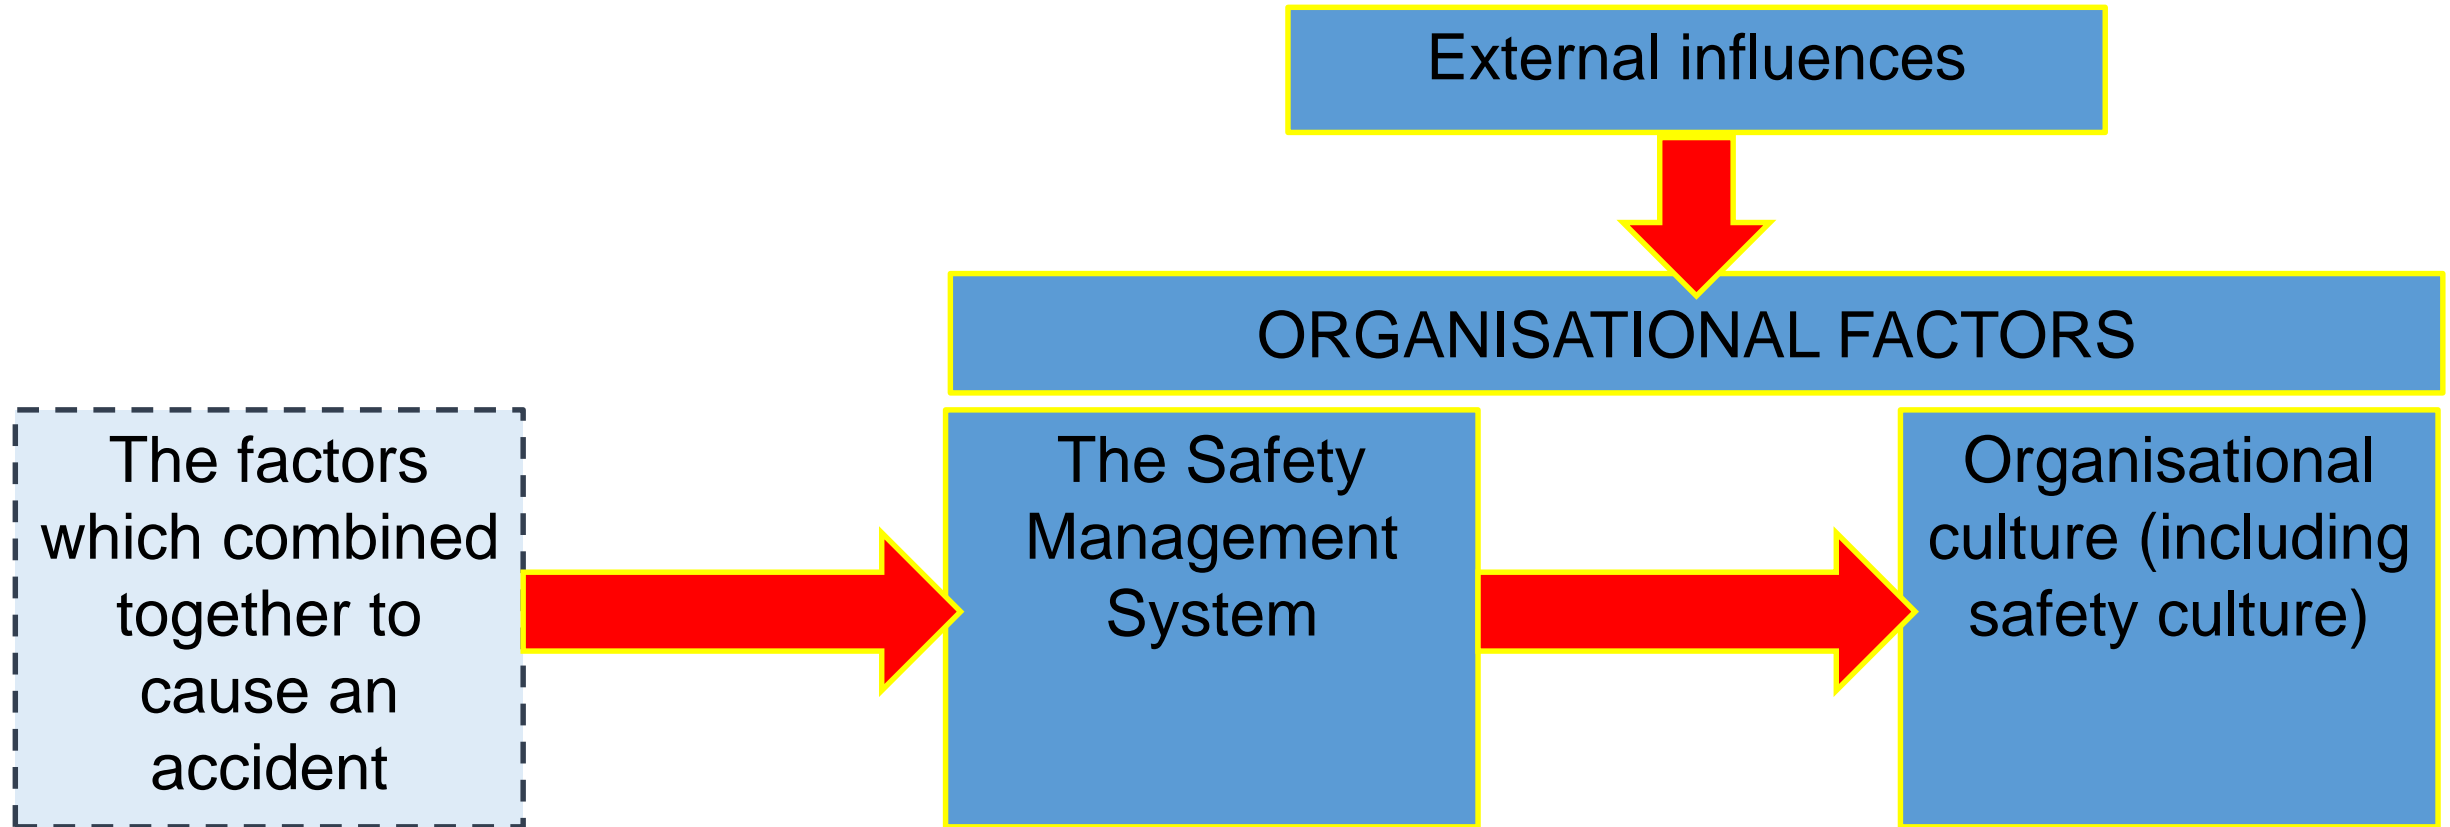 External influences
ORGANISATIONAL FACTORS
The factors
which combined
together to
cause an
accident
The Safety
Management
System
Organisational
culture (including
safety culture)